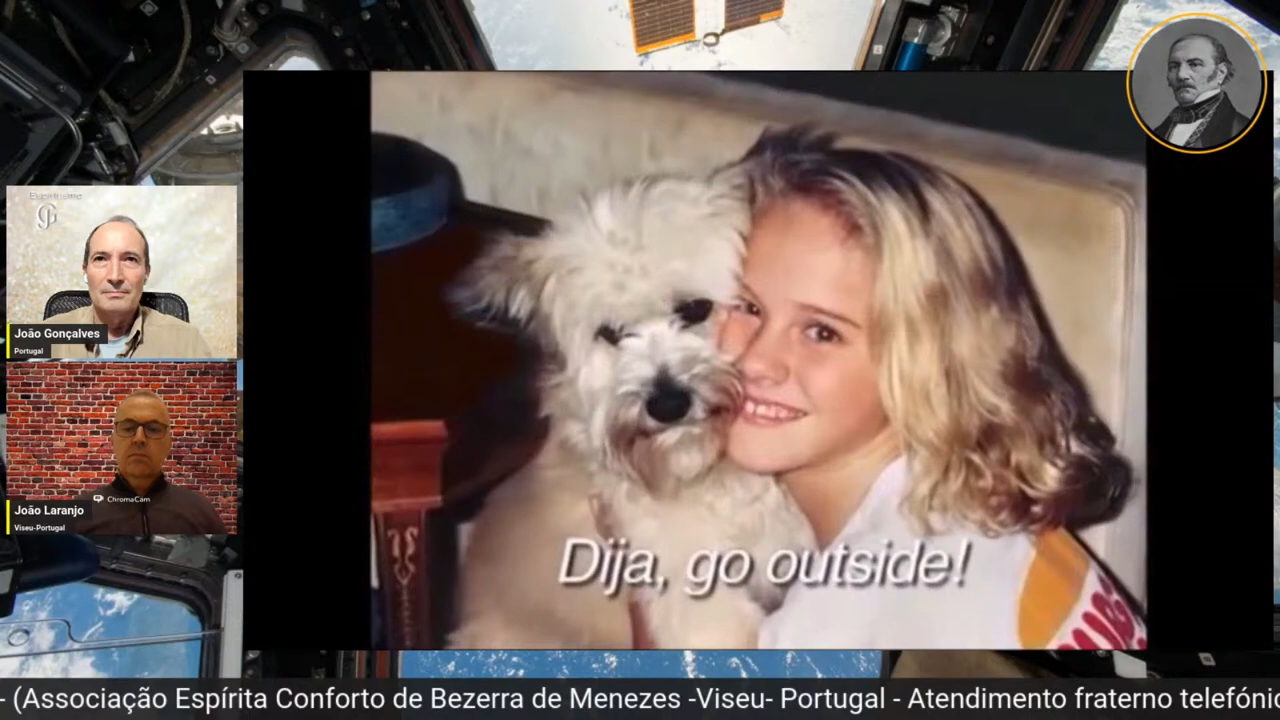 Espiritismo
João Gonçalves
Portugal
ChromaCam
João Laranjo
Viseu-Portugal
Dija, go outside!
- (Associação Espírita Conforto de Bezerra de Menezes -Viseu- Portugal - Atendimento fraterno telefónic